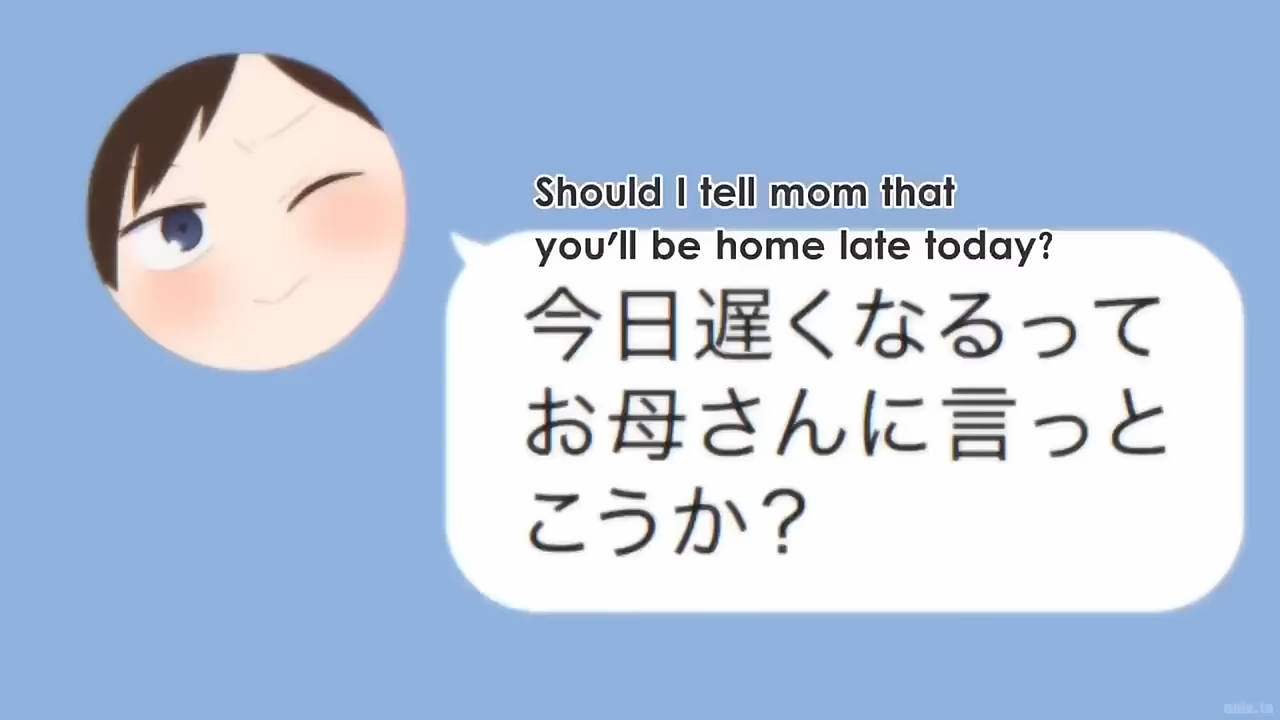 Should I tell mom that
you'll be home late today?
今日遅くなるって
お母さんに言っと
こうか？